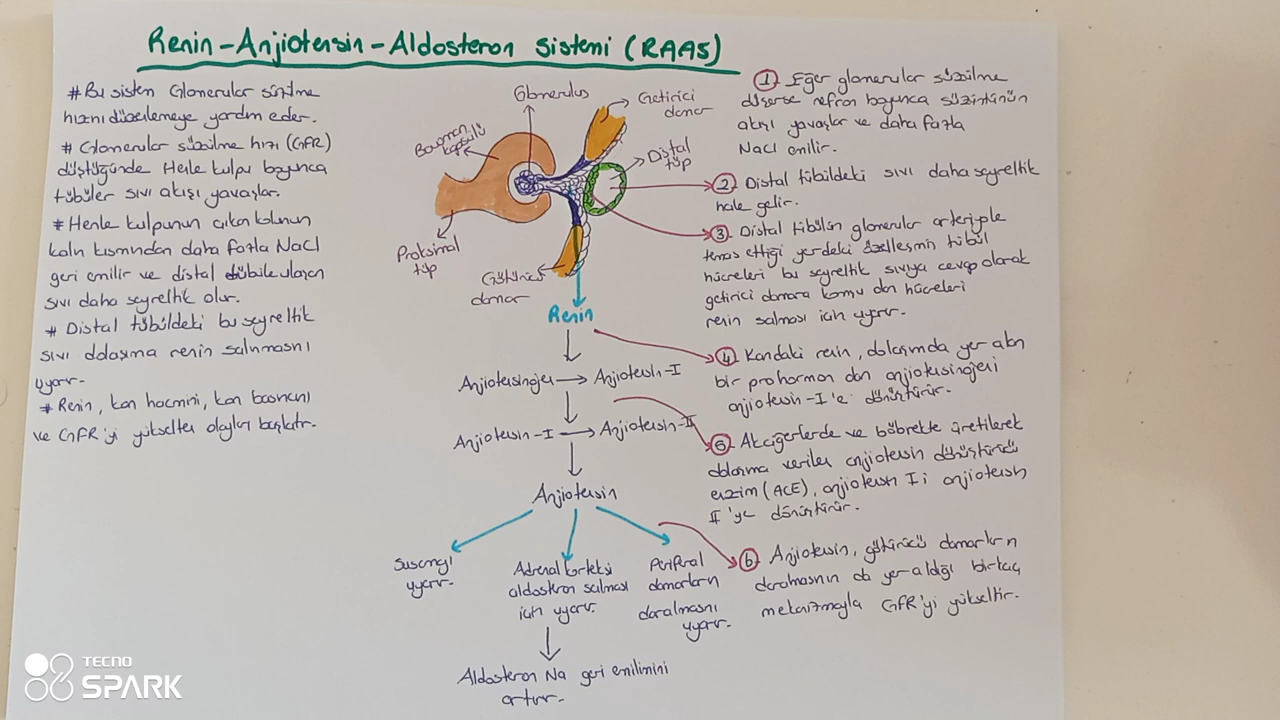 Renin-Anjiotensin-Aldosteron Sistemi (RAAS)
# Bu sistem Glomerular süzülme
hızını düzenlemeye yardım eder.
# Glomerular süzülme hızı (GFR)
düştüğünde Henle kulpu boyunca
tübüler sıvı akışı yavaşlar.
# Henle kulpunun çıkan kolunun
kalın kısmından daha fazla NaCl
geri emilir ve distal tübüle ulaşan
sıvı daha seyreltik olur.
# Distal tübüldeki bu seyreltik
sıvı dolaşıma renin salınmasını
uyarır.
# Renin, kan hacmini, kan basıncını
ve GFR'yi yükselten olayları başlatır.
Glomerulus
Getirici
damar
Bowman
kapsülü
Distal
tüp
Proksimal
tüp
Götürücü
damar
Renin
Anjiotensinojen → Anjiotensin-I
Anjiotensin-I → Anjiotensin-II
Anjiotensin
Susamayı
uyarır.
Adrenal korteksi
aldosteron salması
için uyarır.
Periferal
damarların
daralmasını
uyarır.
Aldosteron Na geri emilimini
artırır.
1 Eğer glomerular süzülme
düşerse nefron boyunca süzüntünün
akışı yavaşlar ve daha fazla
NaCl emilir.
2 Distal tübüldeki sıvı daha seyreltik
hale gelir.
3 Distal tübülün glomerular arteriyole
temas ettiği yerdeki özelleşmiş tübül
hücreleri bu seyreltik sıvıya cevap olarak
getirici damara komşu olan hücreleri
renin salması için uyarır.
4 Kandaki renin, dolaşımda yer alan
bir prohormon olan anjiotensinojeni
anjiotensin-I'e dönüştürür.
5 Akciğerlerde ve böbrekte üretilerek
dolaşıma verilen anjiotensin dönüştürücü
enzim (ACE), anjiotensin I'i anjiotensin
II'ye dönüştürür.
6 Anjiotensin, götürücü damarların
daralmasının da yer aldığı birkaç
mekanizmayla GFR'yi yükseltir.
TECNO
SPARK